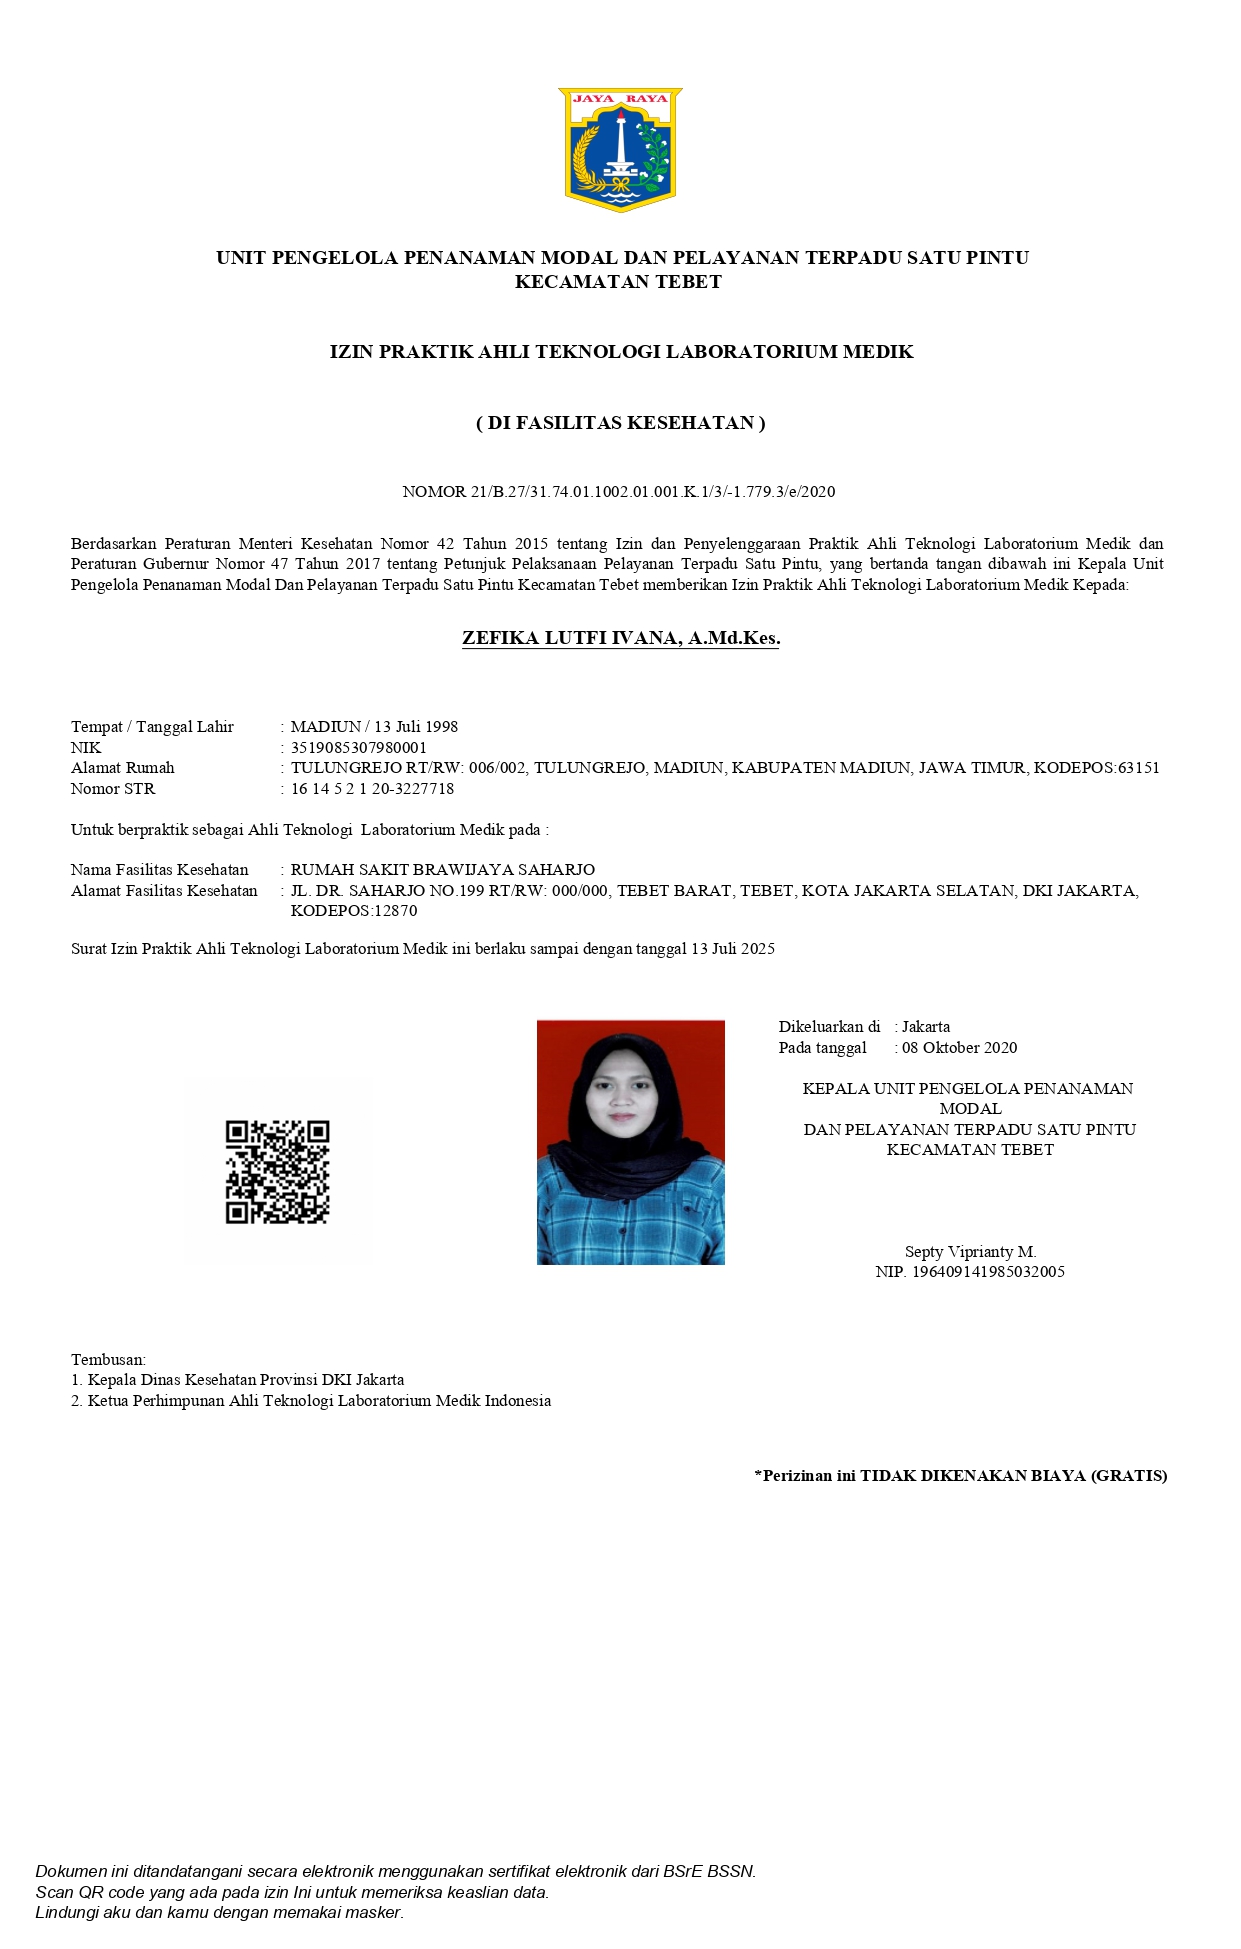 JAYA RAYA
UNIT PENGELOLA PENANAMAN MODAL DAN PELAYANAN TERPADU SATU PINTU
KECAMATAN TEBET
IZIN PRAKTIK AHLI TEKNOLOGI LABORATORIUM MEDIK
( DI FASILITAS KESEHATAN )
NOMOR 21/B.27/31.74.01.1002.01.001.K.1/3/-1.779.3/e/2020
Berdasarkan Peraturan Menteri Kesehatan Nomor 42 Tahun 2015 tentang Izin dan Penyelenggaraan Praktik Ahli Teknologi Laboratorium Medik dan
Peraturan Gubernur Nomor 47 Tahun 2017 tentang Petunjuk Pelaksanaan Pelayanan Terpadu Satu Pintu, yang bertanda tangan dibawah ini Kepala Unit
Pengelola Penanaman Modal Dan Pelayanan Terpadu Satu Pintu Kecamatan Tebet memberikan Izin Praktik Ahli Teknologi Laboratorium Medik Kepada:
ZEFIKA LUTFI IVANA, A.Md.Kes.
Tempat / Tanggal Lahir : MADIUN / 13 Juli 1998
NIK : 3519085307980001
Alamat Rumah : TULUNGREJO RT/RW: 006/002, TULUNGREJO, MADIUN, KABUPATEN MADIUN, JAWA TIMUR, KODEPOS:63151
Nomor STR : 16 14 5 2 1 20-3227718
Untuk berpraktik sebagai Ahli Teknologi Laboratorium Medik pada :
Nama Fasilitas Kesehatan : RUMAH SAKIT BRAWIJAYA SAHARJO
Alamat Fasilitas Kesehatan : JL. DR. SAHARJO NO.199 RT/RW: 000/000, TEBET BARAT, TEBET, KOTA JAKARTA SELATAN, DKI JAKARTA,
KODEPOS:12870
Surat Izin Praktik Ahli Teknologi Laboratorium Medik ini berlaku sampai dengan tanggal 13 Juli 2025
Dikeluarkan di : Jakarta
Pada tanggal : 08 Oktober 2020
KEPALA UNIT PENGELOLA PENANAMAN
MODAL
DAN PELAYANAN TERPADU SATU PINTU
KECAMATAN TEBET
Septy Viprianty M.
NIP. 196409141985032005
Tembusan:
1. Kepala Dinas Kesehatan Provinsi DKI Jakarta
2. Ketua Perhimpunan Ahli Teknologi Laboratorium Medik Indonesia
*Perizinan ini TIDAK DIKENAKAN BIAYA (GRATIS)
Dokumen ini ditandatangani secara elektronik menggunakan sertifikat elektronik dari BSrE BSSN.
Scan QR code yang ada pada izin Ini untuk memeriksa keaslian data.
Lindungi aku dan kamu dengan memakai masker.